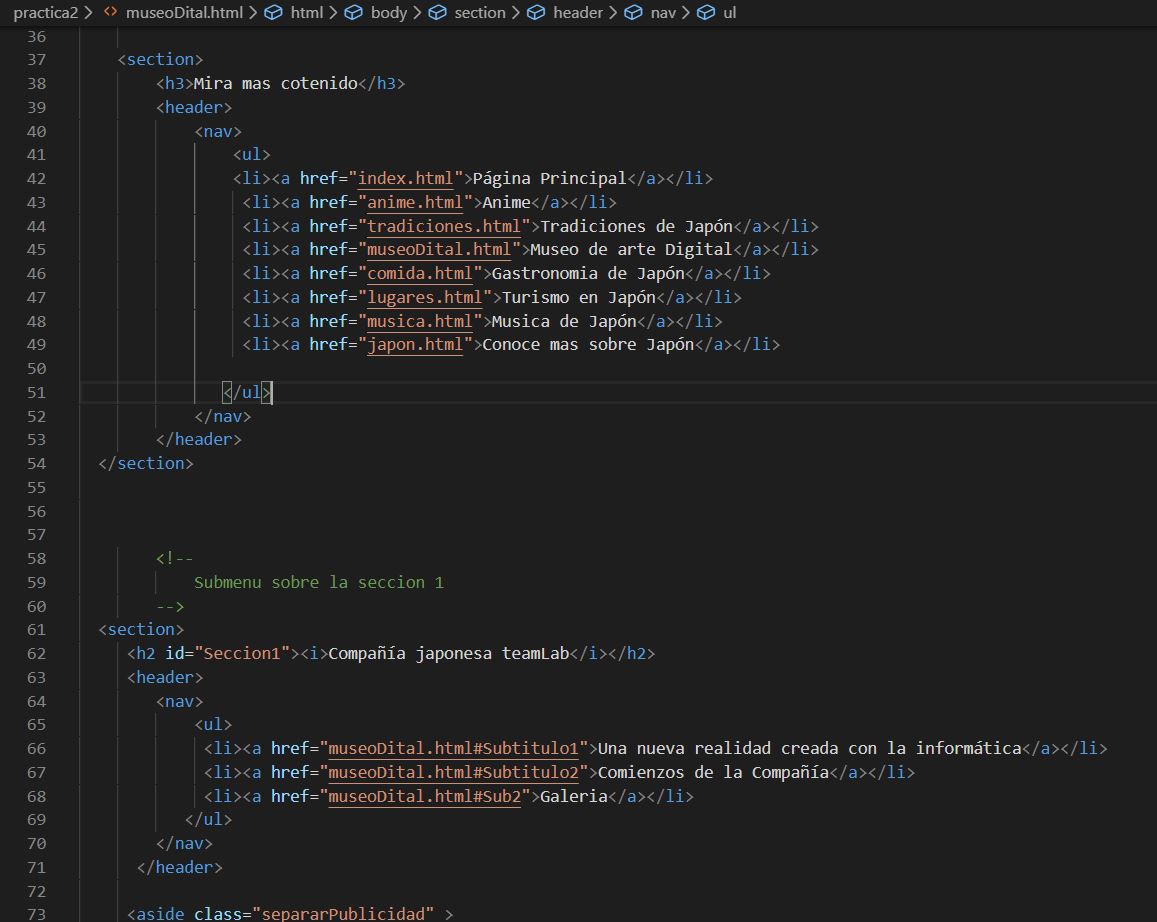 practica2 > <> museoDital.html > html > body > section > header > nav > ul
36
37 <section>
38 <h3>Mira mas cotenido</h3>
39 <header>
40 <nav>
41 <ul>
42 <li><a href="index.html">Página Principal</a></li>
43 <li><a href="anime.html">Anime</a></li>
44 <li><a href="tradiciones.html">Tradiciones de Japón</a></li>
45 <li><a href="museoDital.html">Museo de arte Digital</a></li>
46 <li><a href="comida.html">Gastronomia de Japón</a></li>
47 <li><a href="lugares.html">Turismo en Japón</a></li>
48 <li><a href="musica.html">Musica de Japón</a></li>
49 <li><a href="japon.html">Conoce mas sobre Japón</a></li>
50
51 </ul>
52 </nav>
53 </header>
54 </section>
55
56
57
58 <!--
59 Submenu sobre la seccion 1
60 -->
61 <section>
62 <h2 id="Seccion1"><i>Compañía japonesa teamLab</i></h2>
63 <header>
64 <nav>
65 <ul>
66 <li><a href="museoDital.html#Subtitulo1">Una nueva realidad creada con la informática</a></li>
67 <li><a href="museoDital.html#Subtitulo2">Comienzos de la Compañía</a></li>
68 <li><a href="museoDital.html#Sub2">Galeria</a></li>
69 </ul>
70 </nav>
71 </header>
72
73 <aside class="separarPublicidad" >